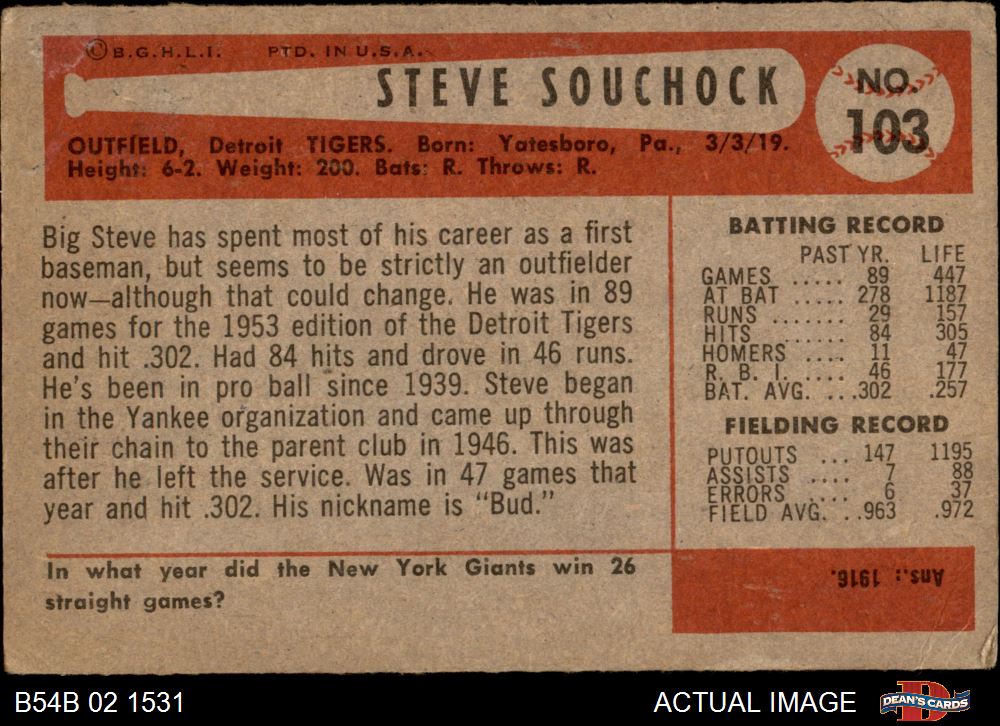 © B.G.H.L.I. PTD. IN U.S.A.
STEVE SOUCHOCK
NO.
103
OUTFIELD, Detroit TIGERS. Born: Yatesboro, Pa., 3/3/19.
Height: 6-2. Weight: 200. Bats: R. Throws: R.
Big Steve has spent most of his career as a first
baseman, but seems to be strictly an outfielder
now—although that could change. He was in 89
games for the 1953 edition of the Detroit Tigers
and hit .302. Had 84 hits and drove in 46 runs.
He's been in pro ball since 1939. Steve began
in the Yankee organization and came up through
their chain to the parent club in 1946. This was
after he left the service. Was in 47 games that
year and hit .302. His nickname is "Bud."
BATTING RECORD
PAST YR. LIFE
GAMES ..... 89 447
AT BAT ..... 278 1187
RUNS ....... 29 157
HITS ....... 84 305
HOMERS .... 11 47
R. B. I. ..... 46 177
BAT. AVG. ...302 .257
FIELDING RECORD
PUTOUTS ... 147 1195
ASSISTS .... 7 88
ERRORS .... 6 37
FIELD AVG. ..963 .972
In what year did the New York Giants win 26
straight games?
Ans.: 1916.
B54B 02 1531
ACTUAL IMAGE
DEAN'S CARDS